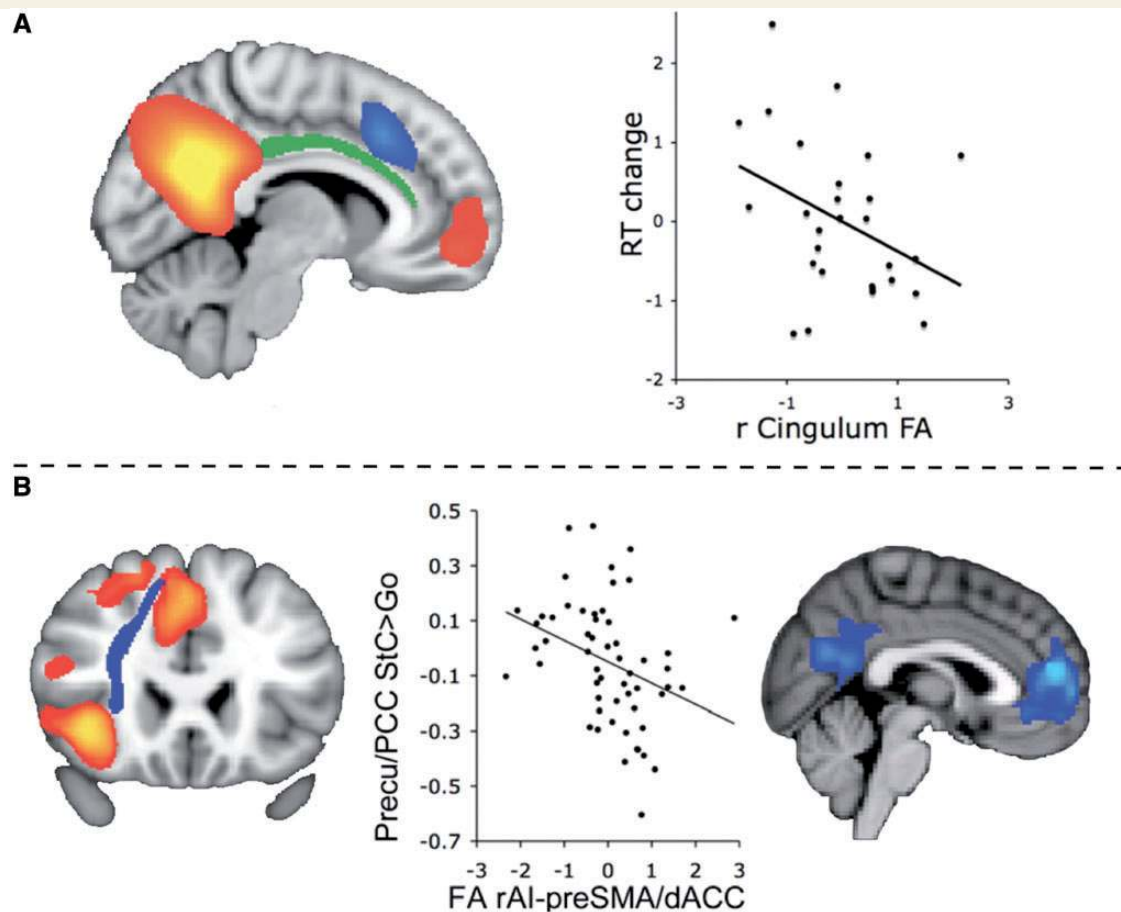 A
RT change
2
1
0
-1
-2
-3
-1
1
3
r Cingulum FA
B
Precu/PCC StC>Go
0.5
0.3
0.1
-0.1
-0.3
-0.5
-0.7
-3 -2 -1 0 1 2 3
FA rAI-preSMA/dACC